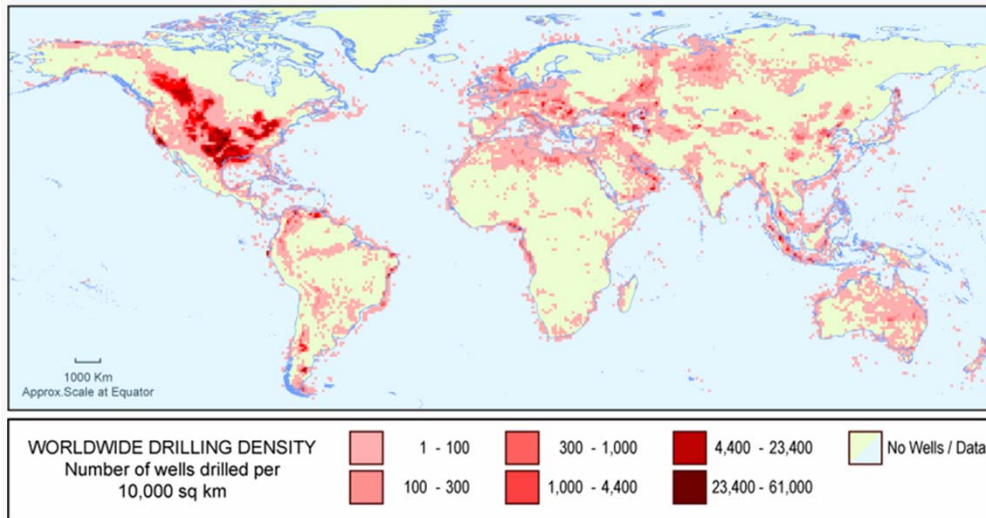 1000 Km
Approx.Scale at Equator
WORLDWIDE DRILLING DENSITY
Number of wells drilled per
10,000 sq km
1 - 100
100 - 300
300 - 1,000
1,000 - 4,400
4,400 - 23,400
23,400 - 61,000
No Wells / Data